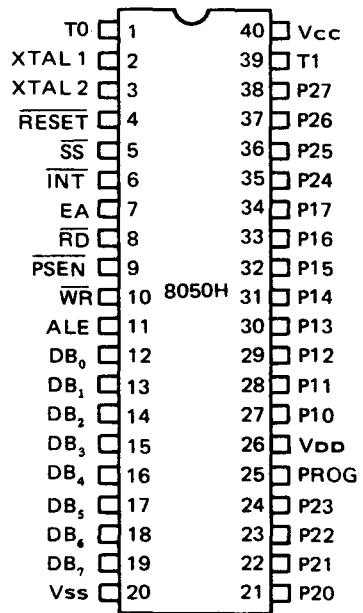 T0 1 40 Vcc
XTAL 1 2 39 T1
XTAL 2 3 38 P27
RESET 4 37 P26
SS 5 36 P25
INT 6 35 P24
EA 7 34 P17
RD 8 33 P16
PSEN 9 32 P15
WR 10 8050H 31 P14
ALE 11 30 P13
DB0 12 29 P12
DB1 13 28 P11
DB2 14 27 P10
DB3 15 26 VDD
DB4 16 25 PROG
DB5 17 24 P23
DB6 18 23 P22
DB7 19 22 P21
Vss 20 21 P20